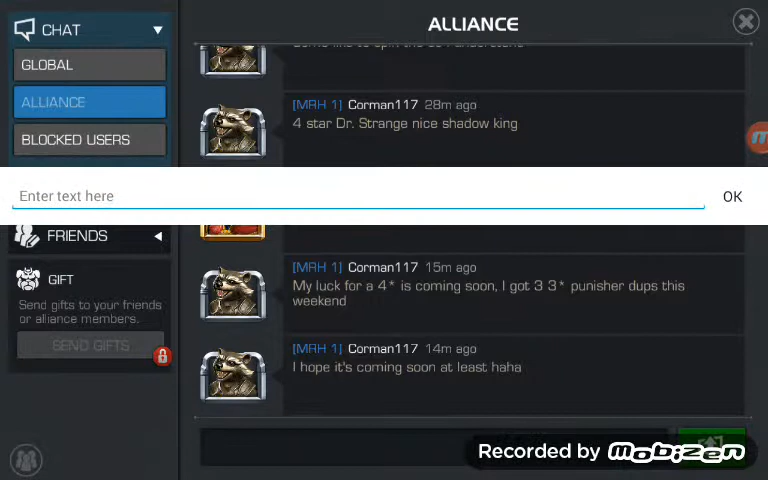 CHAT
ALLIANCE
GLOBAL
ALLIANCE
BLOCKED USERS
[MRH 1] Corman117 28m ago
4 star Dr. Strange nice shadow king
Enter text here
OK
FRIENDS
GIFT
Send gifts to your friends
or alliance members.
SEND GIFTS
[MRH 1] Corman117 15m ago
My luck for a 4* is coming soon, I got 3 3* punisher dups this
weekend
[MRH 1] Corman117 14m ago
I hope it's coming soon at least haha
Recorded by mobizen